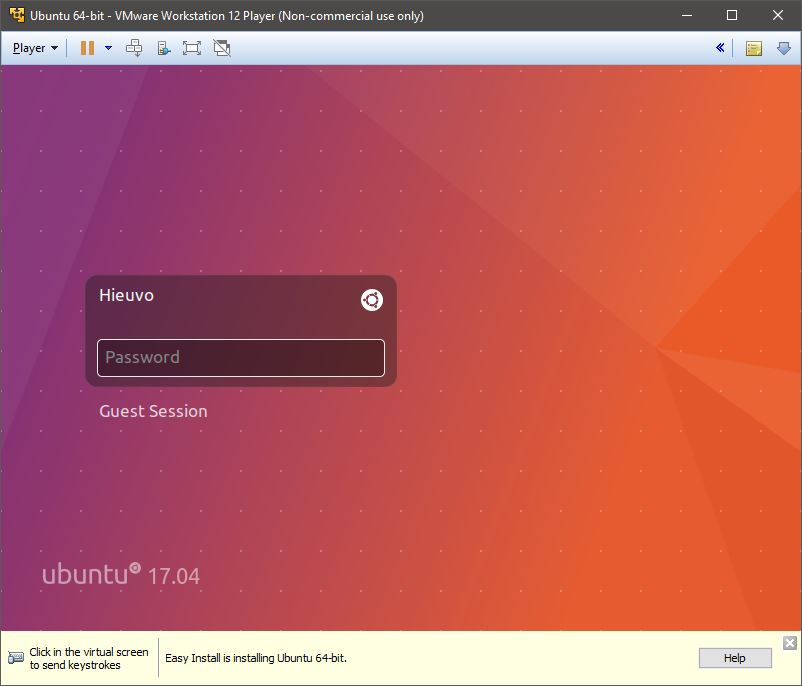 Ubuntu 64-bit - VMware Workstation 12 Player (Non-commercial use only)
Player
Hieuvo
Password
Guest Session
ubuntu 17.04
Click in the virtual screen
to send keystrokes
Easy Install is installing Ubuntu 64-bit.
Help